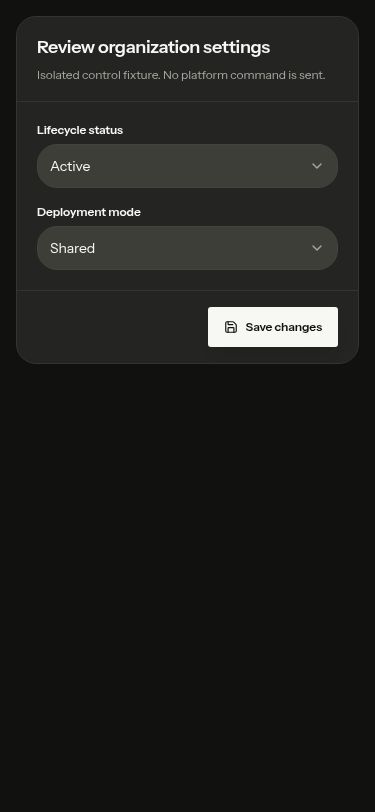 Review organization settings
Isolated control fixture. No platform command is sent.
Lifecycle status
Active
Deployment mode
Shared
Save changes